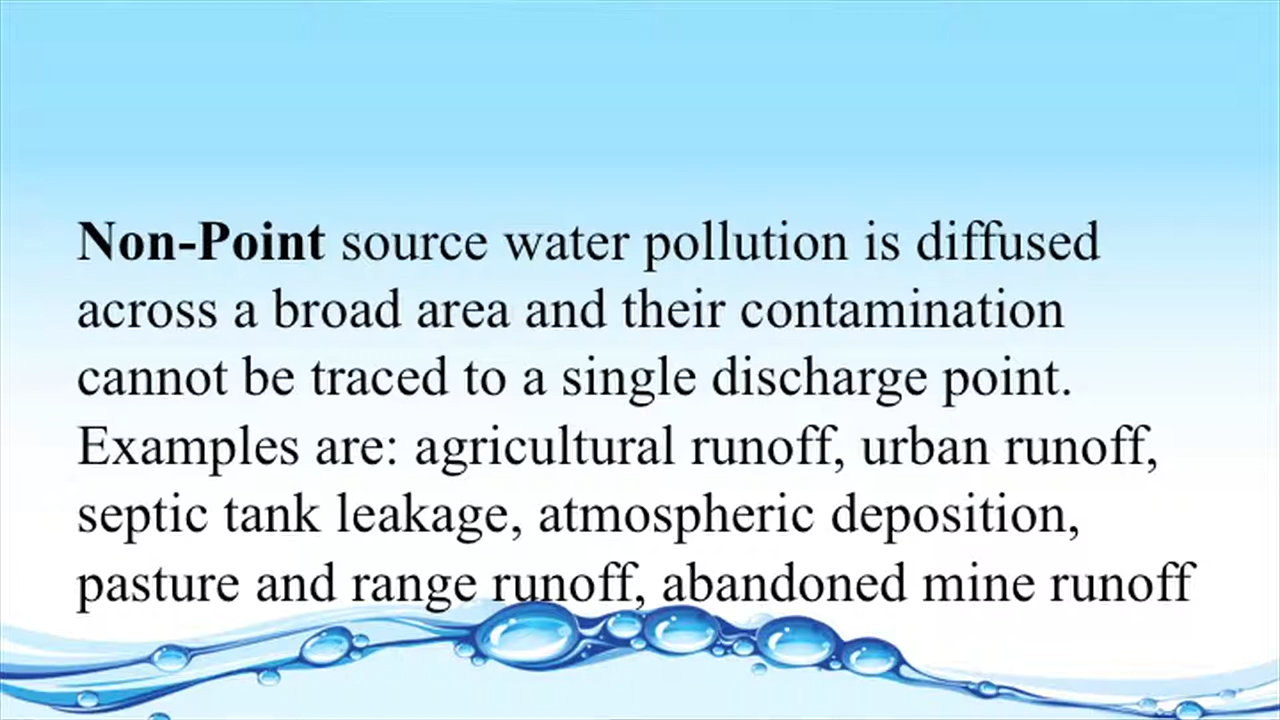 Non-Point source water pollution is diffused
across a broad area and their contamination
cannot be traced to a single discharge point.
Examples are: agricultural runoff, urban runoff,
septic tank leakage, atmospheric deposition,
pasture and range runoff, abandoned mine runoff